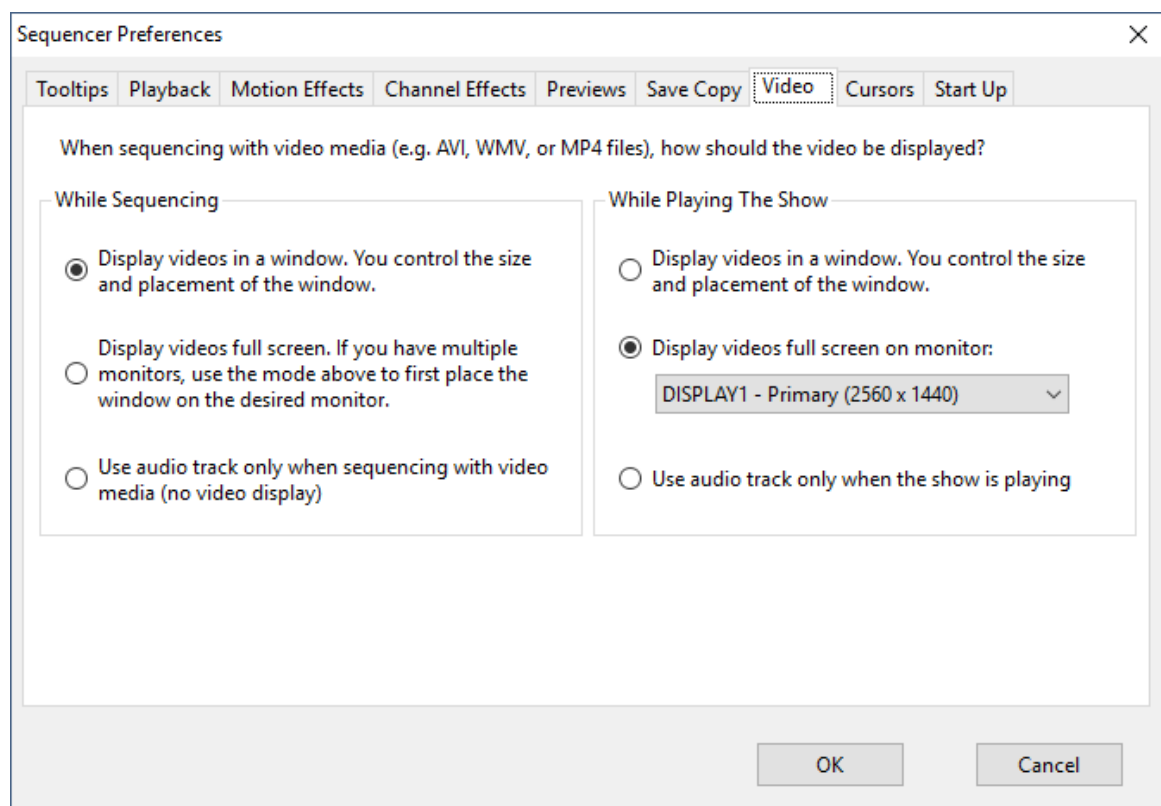 Sequencer Preferences
Tooltips Playback Motion Effects Channel Effects Previews Save Copy Video Cursors Start Up
When sequencing with video media (e.g. AVI, WMV, or MP4 files), how should the video be displayed?
While Sequencing
Display videos in a window. You control the size
and placement of the window.
Display videos full screen. If you have multiple
monitors, use the mode above to first place the
window on the desired monitor.
Use audio track only when sequencing with video
media (no video display)
While Playing The Show
Display videos in a window. You control the size
and placement of the window.
Display videos full screen on monitor:
DISPLAY1 - Primary (2560 x 1440)
Use audio track only when the show is playing
OK Cancel